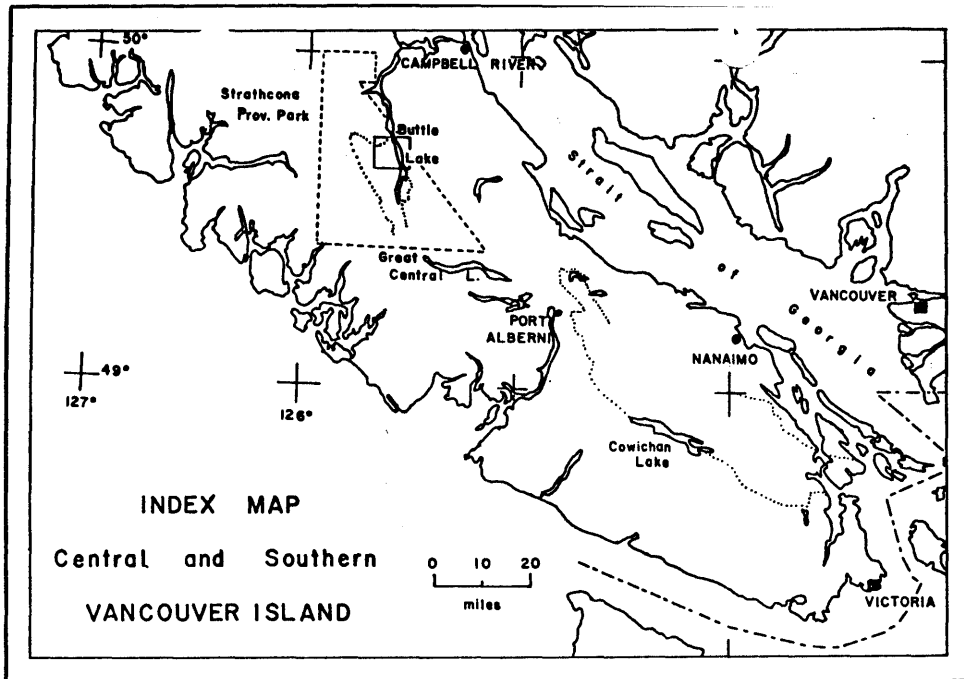 50°
CAMPBELL RIVER
Strathcona
Prov. Park
Buttle
Lake
Strait of Georgia
Great
Central L.
VANCOUVER
PORT
ALBERNI
NANAIMO
49°
127°
126°
Cowichan
Lake
INDEX MAP
Central and Southern
VANCOUVER ISLAND
0 10 20
miles
VICTORIA